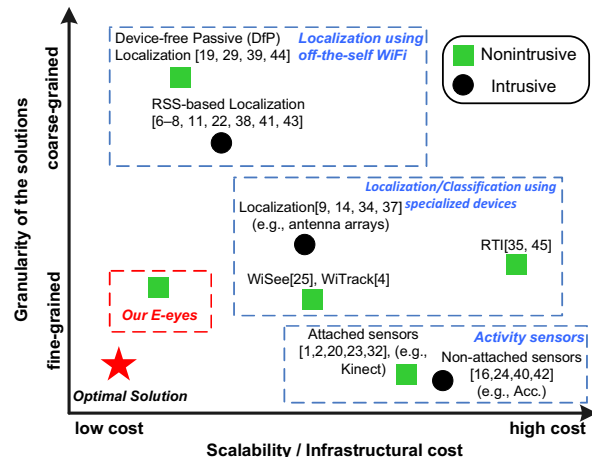 Device-free Passive (DfP)
Localization [19, 29, 39, 44]
Localization using
off-the-self WiFi
RSS-based Localization
[6–8, 11, 22, 38, 41, 43]
Nonintrusive
Intrusive
Localization/Classification using
specialized devices
Localization[9, 14, 34, 37]
(e.g., antenna arrays)
RTI[35, 45]
WiSee[25], WiTrack[4]
Our E-eyes
Attached sensors
[1,2,20,23,32], (e.g.,
Kinect)
Activity sensors
Non-attached sensors
[16,24,40,42]
(e.g., Acc.)
Optimal Solution
Granularity of the solutions
coarse-grained
fine-grained
low cost
high cost
Scalability / Infrastructural cost